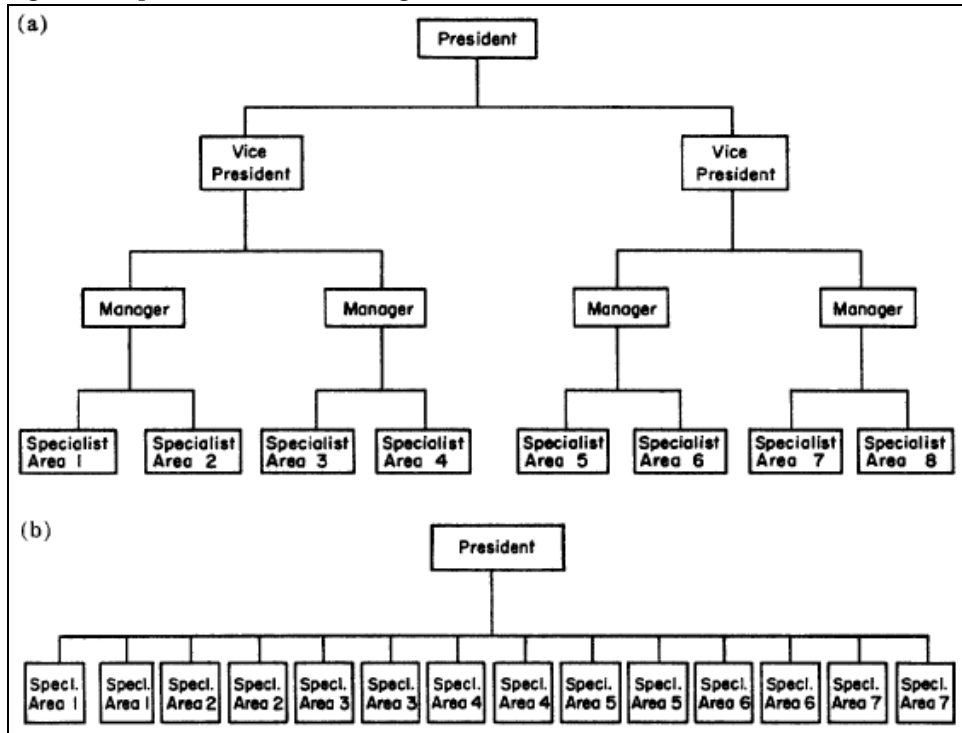 (a)
President
Vice
President
Vice
President
Manager
Manager
Manager
Manager
Specialist
Area 1
Specialist
Area 2
Specialist
Area 3
Specialist
Area 4
Specialist
Area 5
Specialist
Area 6
Specialist
Area 7
Specialist
Area 8
(b)
President
Specl.
Area 1
Specl.
Area 1
Specl.
Area 2
Specl.
Area 2
Specl.
Area 3
Specl.
Area 3
Specl.
Area 4
Specl.
Area 4
Specl.
Area 5
Specl.
Area 5
Specl.
Area 6
Specl.
Area 6
Specl.
Area 7
Specl.
Area 7